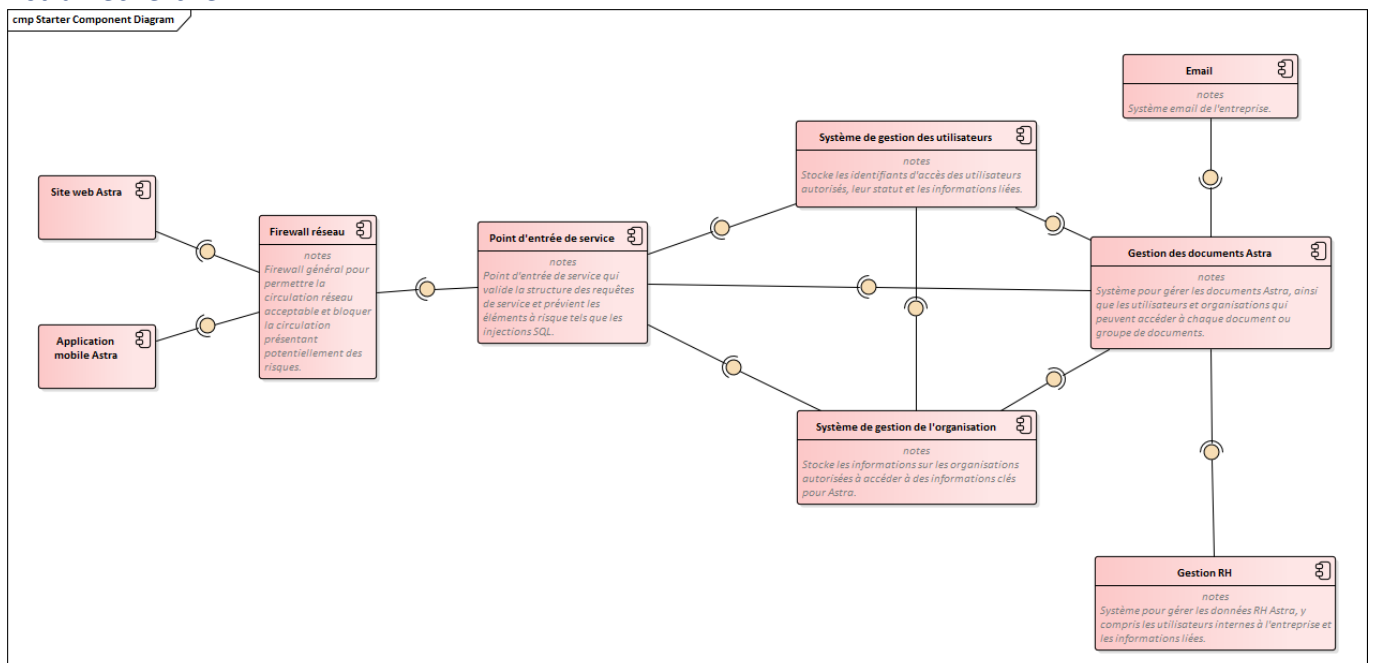 cmp Starter Component Diagram
Email
notes
Système email de l'entreprise.
Système de gestion des utilisateurs
notes
Stocke les identifiants d'accès des utilisateurs
autorisés, leur statut et les informations liées.
Site web Astra
Firewall réseau
notes
Firewall général pour
permettre la
circulation réseau
acceptable et bloquer
la circulation
présentant
potentiellement des
risques.
Point d'entrée de service
notes
Point d'entrée de service qui
valide la structure des requêtes
de service et prévient les
éléments à risque tels que les
injections SQL.
Gestion des documents Astra
notes
Système pour gérer les documents Astra, ainsi
que les utilisateurs et organisations qui
peuvent accéder à chaque document ou
groupe de documents.
Application
mobile Astra
Système de gestion de l'organisation
notes
Stocke les informations sur les organisations
autorisées à accéder à des informations clés
pour Astra.
Gestion RH
notes
Système pour gérer les données RH Astra, y
compris les utilisateurs internes à l'entreprise et
les informations liées.